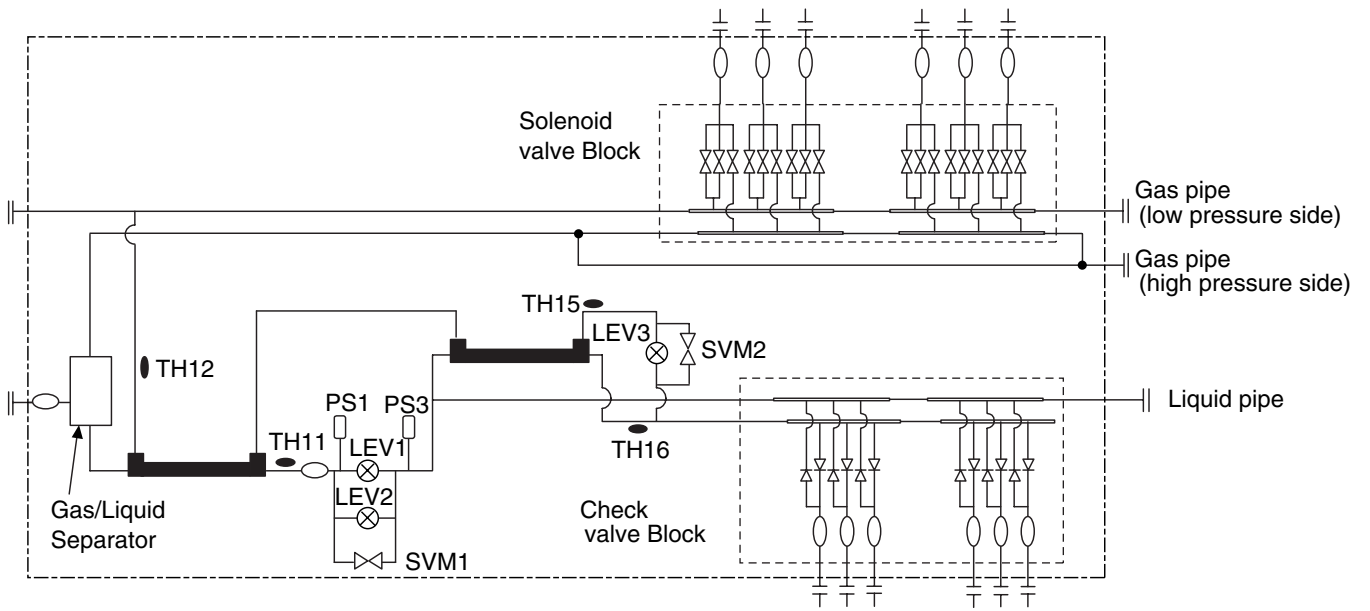 Solenoid
valve Block
Gas pipe
(low pressure side)
Gas pipe
(high pressure side)
TH15
LEV3
SVM2
TH12
PS1
PS3
Liquid pipe
TH11
LEV1
TH16
LEV2
Gas/Liquid
Separator
Check
valve Block
SVM1